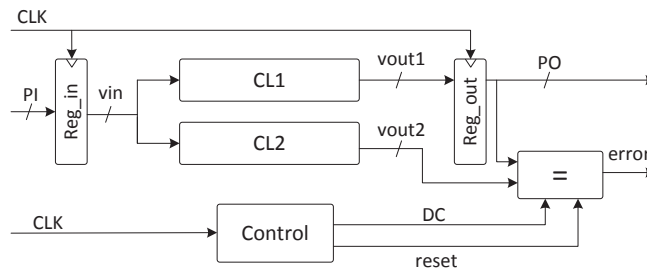 CLK
PI
Reg_in
vin
CL1
vout1
Reg_out
PO
CL2
vout2
=
error
CLK
Control
DC
reset